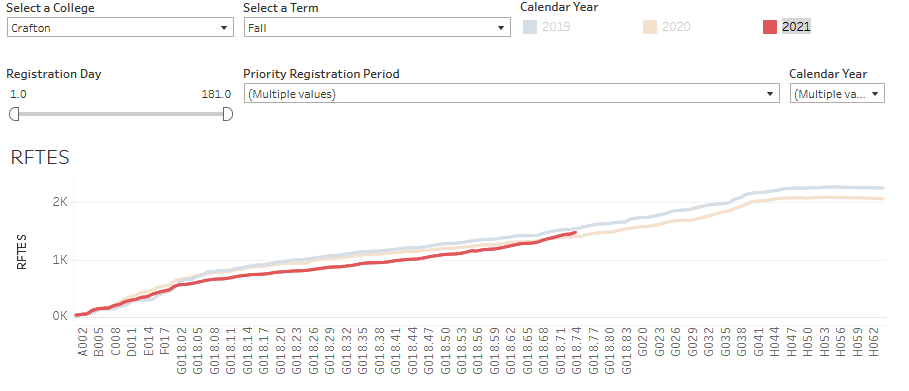 Select a College
Select a Term
Calendar Year
Crafton
Fall
2019
2020
2021
Registration Day
Priority Registration Period
Calendar Year
1.0
181.0
(Multiple values)
(Multiple va...
RFTES
RFTES
2K
1K
0K
A002
B005
C008
D011
E014
F017
G018.02
G018.05
G018.08
G018.11
G018.14
G018.17
G018.20
G018.23
G018.26
G018.29
G018.32
G018.35
G018.38
G018.41
G018.44
G018.47
G018.50
G018.53
G018.56
G018.59
G018.62
G018.65
G018.68
G018.71
G018.74
G018.77
G018.80
G018.83
G020
G023
G026
G029
G032
G035
G038
G041
H044
H047
H050
H053
H056
H059
H062